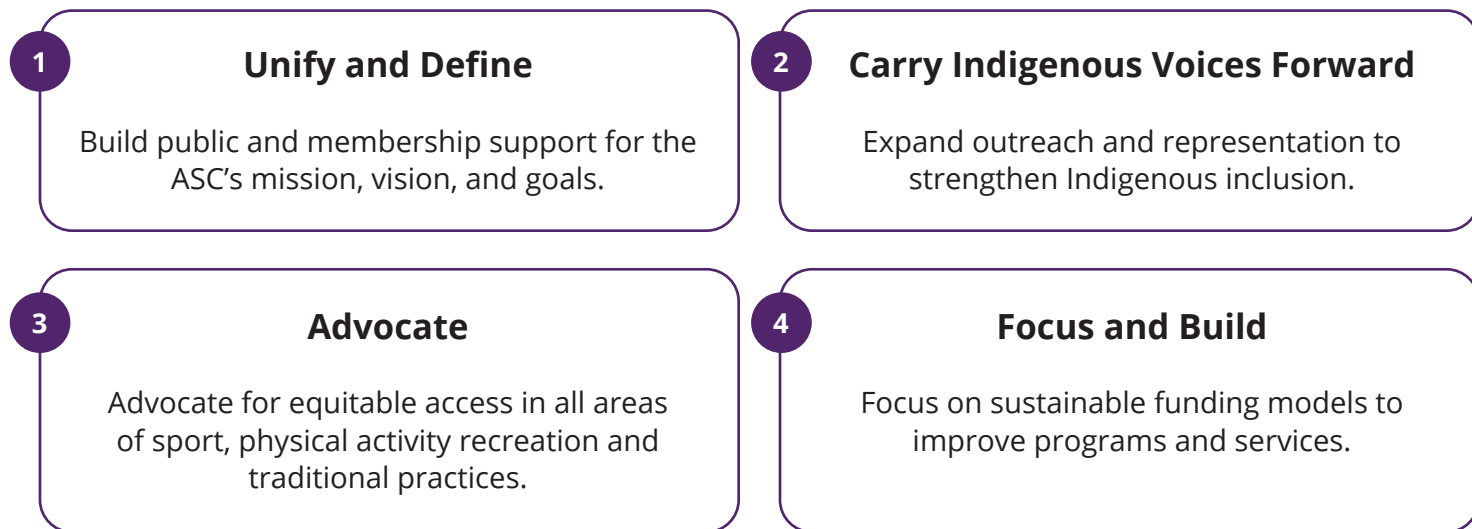 1
Unify and Define
Build public and membership support for the
ASC’s mission, vision, and goals.
2
Carry Indigenous Voices Forward
Expand outreach and representation to
strengthen Indigenous inclusion.
3
Advocate
Advocate for equitable access in all areas
of sport, physical activity recreation and
traditional practices.
4
Focus and Build
Focus on sustainable funding models to
improve programs and services.